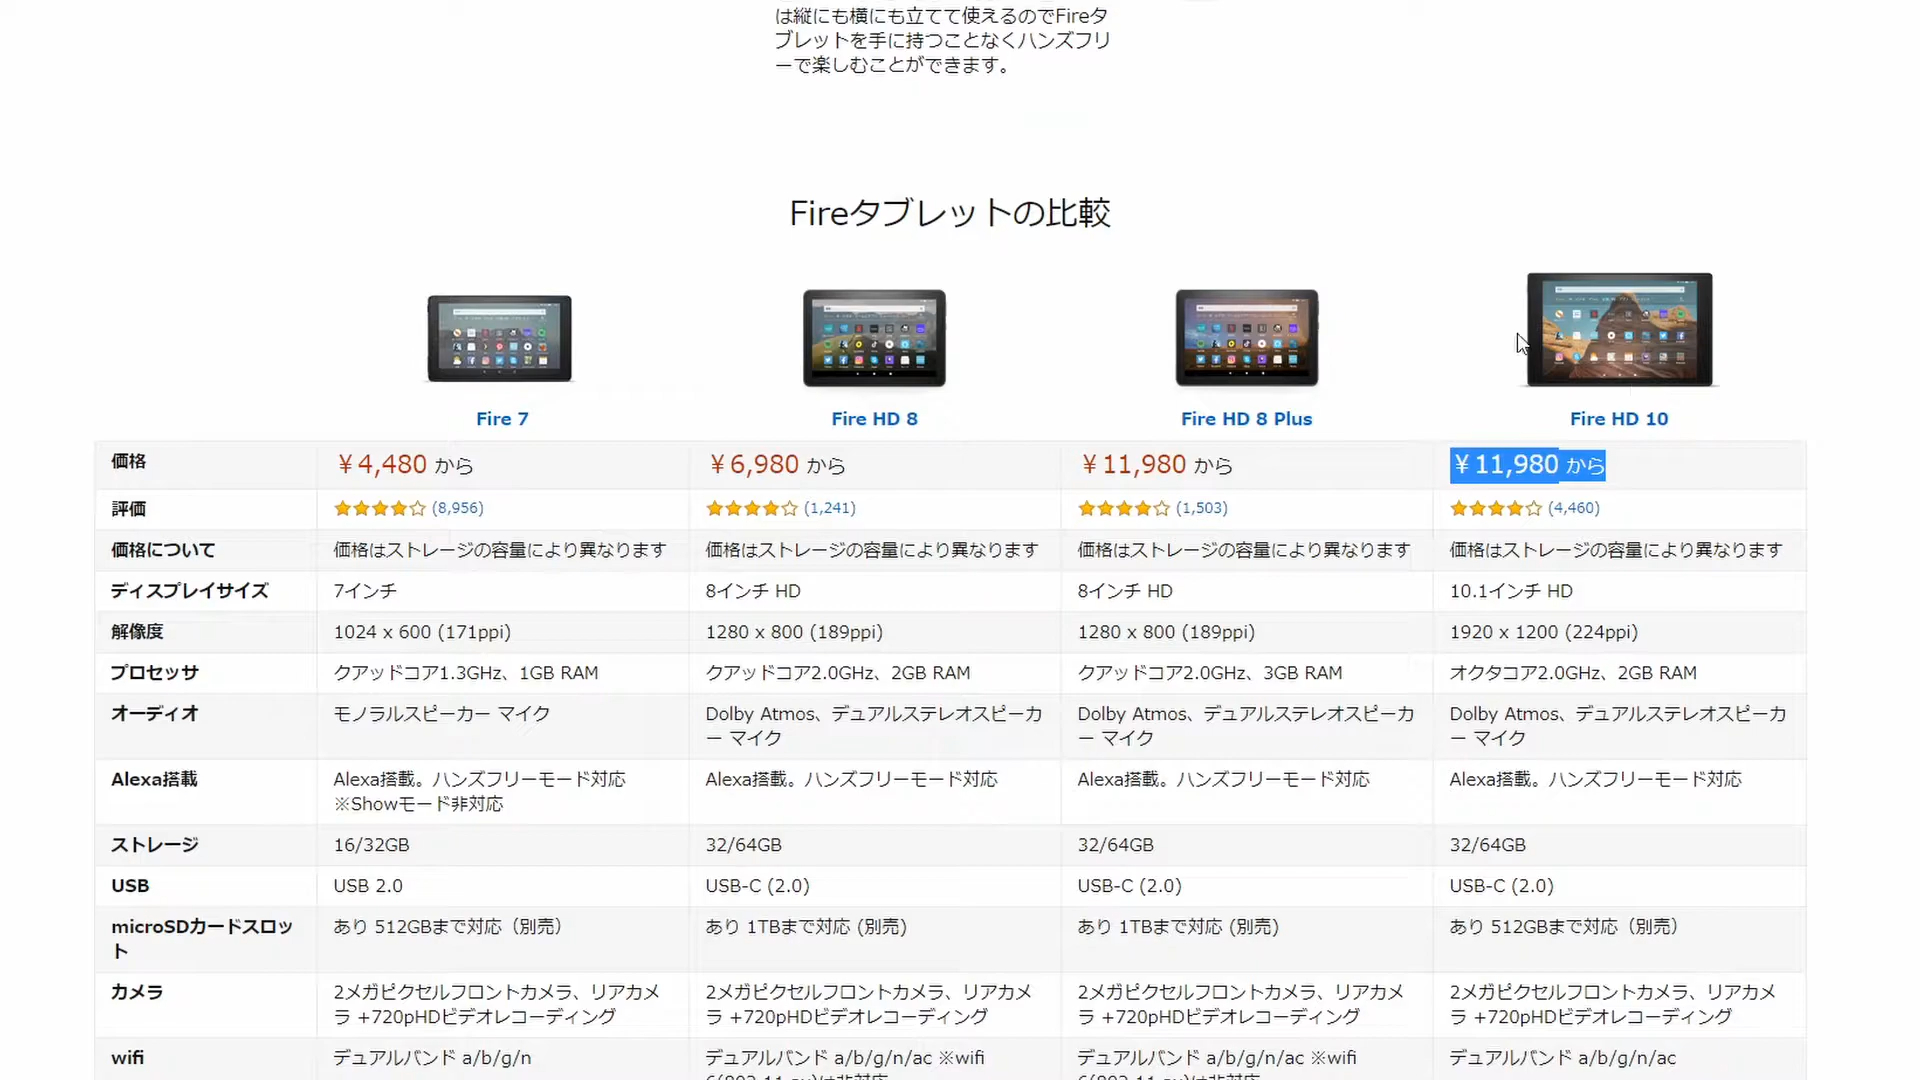 は縦にも横にも立てて使えるのでFireタ
ブレットを手に持つことなくハンズフリ
ーで楽しむことができます。
Fireタブレットの比較
Fire 7 Fire HD 8 Fire HD 8 Plus Fire HD 10
価格 ￥4,480 から ￥6,980 から ￥11,980 から ￥11,980 から
評価 (8,956) (1,241) (1,503) (4,460)
価格について 価格はストレージの容量により異なります 価格はストレージの容量により異なります 価格はストレージの容量により異なります 価格はストレージの容量により異なります
ディスプレイサイズ 7インチ 8インチ HD 8インチ HD 10.1インチ HD
解像度 1024 x 600 (171ppi) 1280 x 800 (189ppi) 1280 x 800 (189ppi) 1920 x 1200 (224ppi)
プロセッサ クアッドコア1.3GHz、1GB RAM クアッドコア2.0GHz、2GB RAM クアッドコア2.0GHz、3GB RAM オクタコア2.0GHz、2GB RAM
オーディオ モノラルスピーカー マイク Dolby Atmos、デュアルステレオスピーカ Dolby Atmos、デュアルステレオスピーカ Dolby Atmos、デュアルステレオスピーカ
ー マイク ー マイク ー マイク
Alexa搭載 Alexa搭載。ハンズフリーモード対応 Alexa搭載。ハンズフリーモード対応 Alexa搭載。ハンズフリーモード対応 Alexa搭載。ハンズフリーモード対応
※Showモード非対応
ストレージ 16/32GB 32/64GB 32/64GB 32/64GB
USB USB 2.0 USB-C (2.0) USB-C (2.0) USB-C (2.0)
microSDカードスロッ あり 512GBまで対応（別売） あり 1TBまで対応 (別売) あり 1TBまで対応 (別売) あり 512GBまで対応（別売）
ト
カメラ 2メガピクセルフロントカメラ、リアカメ 2メガピクセルフロントカメラ、リアカメ 2メガピクセルフロントカメラ、リアカメ 2メガピクセルフロントカメラ、リアカメ
ラ +720pHDビデオレコーディング ラ +720pHDビデオレコーディング ラ +720pHDビデオレコーディング ラ +720pHDビデオレコーディング
wifi デュアルバンド a/b/g/n デュアルバンド a/b/g/n/ac ※wifi デュアルバンド a/b/g/n/ac ※wifi デュアルバンド a/b/g/n/ac